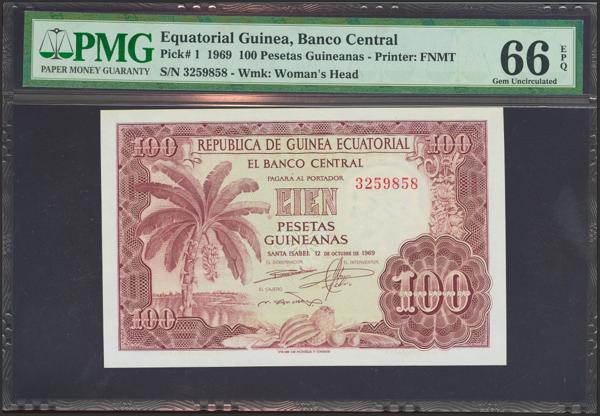 PMG
PAPER MONEY GUARANTY
Equatorial Guinea, Banco Central
Pick# 1 1969 100 Pesetas Guineanas - Printer: FNMT
S/N 3259858 - Wmk: Woman's Head
66 EPQ
Gem Uncirculated
100
100
REPUBLICA DE GUINEA ECUATORIAL
EL BANCO CENTRAL
PAGARA AL PORTADOR
3259858
CIEN
PESETAS
GUINEANAS
SANTA ISABEL 12 DE OCTUBRE DE 1969
EL GOBERNADOR
EL INTERVENTOR
EL CAJERO
100
100